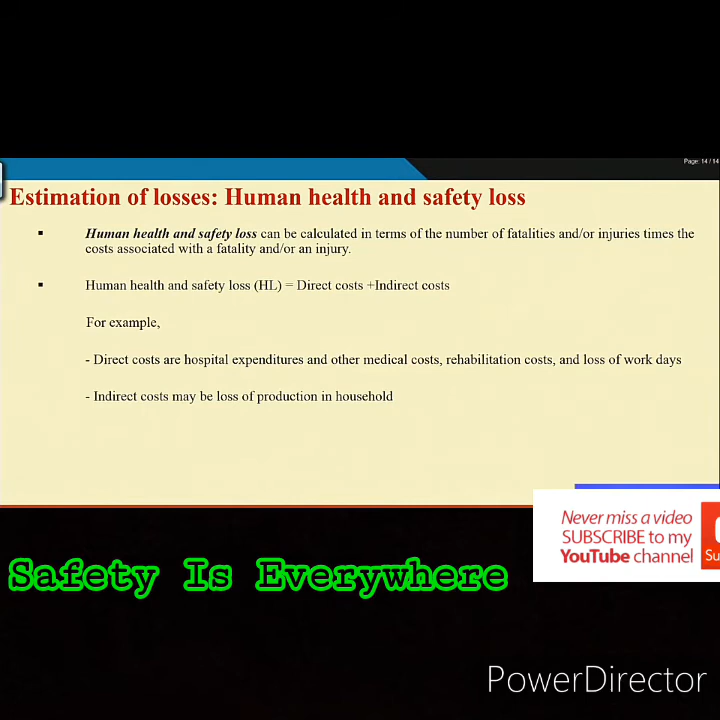 Page: 14 / 14
Estimation of losses: Human health and safety loss
▪ Human health and safety loss can be calculated in terms of the number of fatalities and/or injuries times the
costs associated with a fatality and/or an injury.
▪ Human health and safety loss (HL) = Direct costs +Indirect costs
For example,
- Direct costs are hospital expenditures and other medical costs, rehabilitation costs, and loss of work days
- Indirect costs may be loss of production in household
Never miss a video
SUBSCRIBE to my
YouTube channel
Su
Safety Is Everywhere
PowerDirector